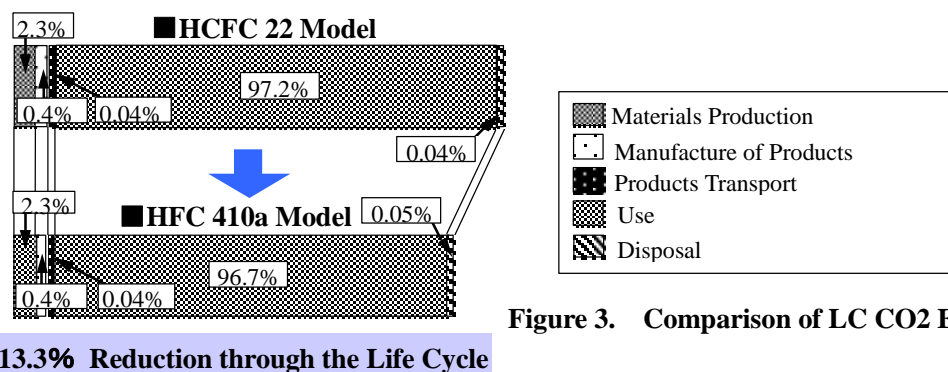 2.3%
■HCFC 22 Model
97.2%
0.4%
0.04%
0.04%
2.3%
■HFC 410a Model
0.05%
96.7%
0.4%
0.04%
Materials Production
Manufacture of Products
Products Transport
Use
Disposal
Figure 3. Comparison of LC CO2 E
13.3% Reduction through the Life Cycle